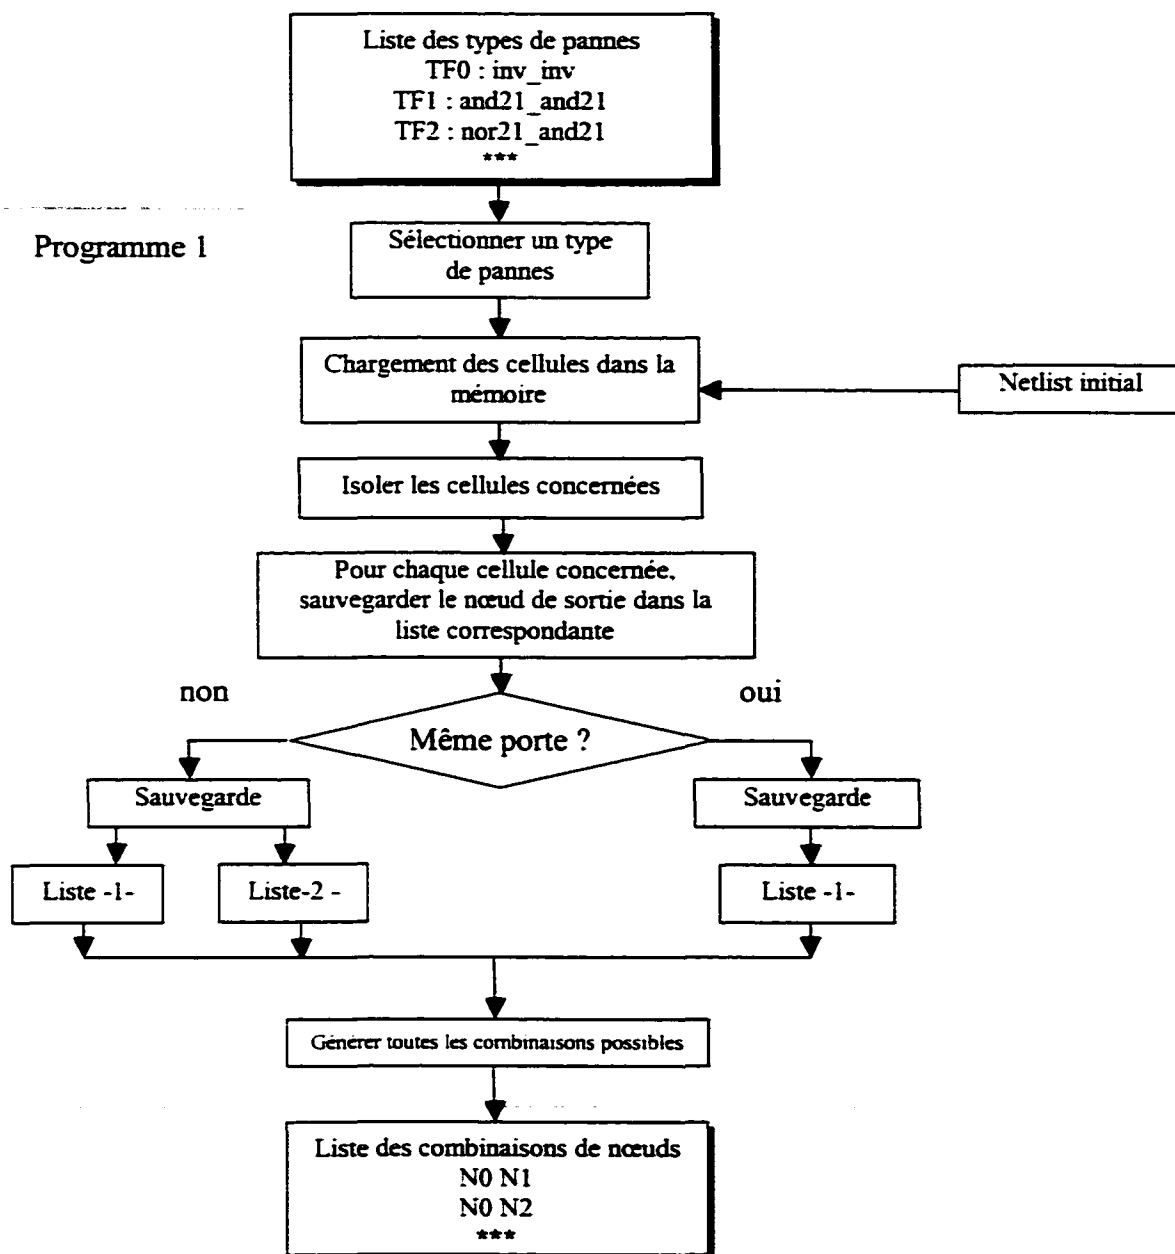 Liste des types de pannes
TF0 : inv_inv
TF1 : and21_and21
TF2 : nor21_and21
***
Programme 1
Sélectionner un type
de pannes
Chargement des cellules dans la
mémoire
Netlist initial
Isoler les cellules concernées
Pour chaque cellule concernée,
sauvegarder le nœud de sortie dans la
liste correspondante
non
oui
Même porte ?
Sauvegarde
Sauvegarde
Liste -1-
Liste-2 -
Liste -1-
Générer toutes les combinaisons possibles
Liste des combinaisons de nœuds
N0 N1
N0 N2
***